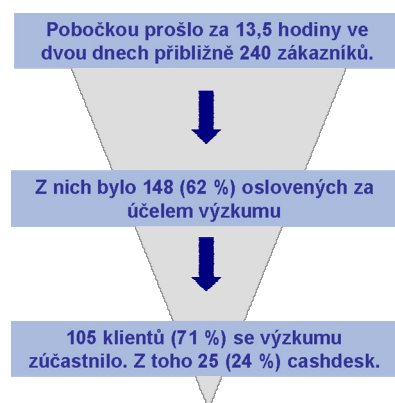 Pobočkou prošlo za 13,5 hodiny ve
dvou dnech přibližně 240 zákazníků.
Z nich bylo 148 (62 %) oslovených za
účelem výzkumu
105 klientů (71 %) se výzkumu
zúčastnilo. Z toho 25 (24 %) cashdesk.